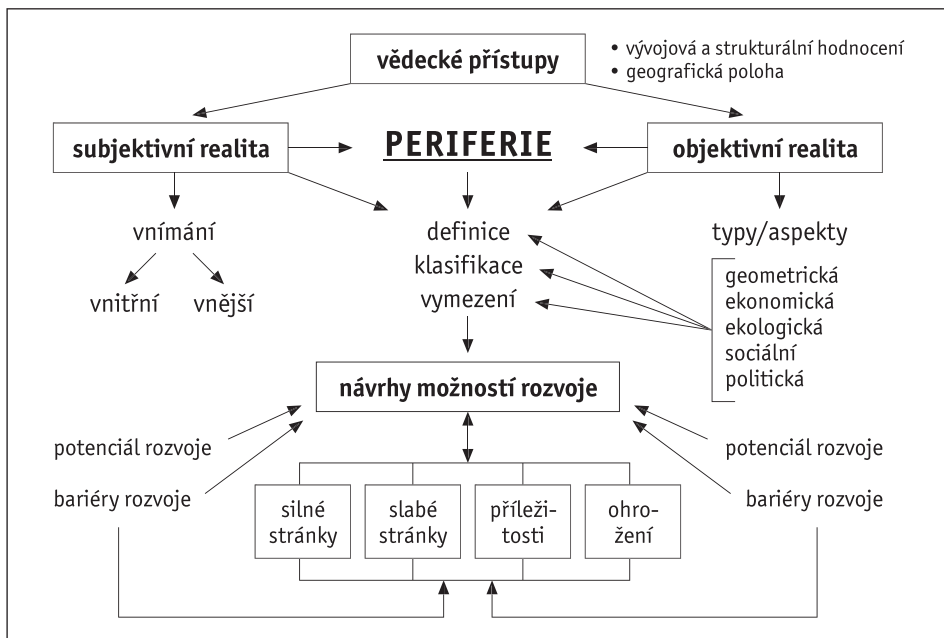 vědecké přístupy
• vývojová a strukturální hodnocení
• geografická poloha
subjektivní realita
PERIFERIE
objektivní realita
vnímání
vnitřní
vnější
definice
klasifikace
vymezení
typy/aspekty
geometrická
ekonomická
ekologická
sociální
politická
návrhy možností rozvoje
potenciál rozvoje
bariéry rozvoje
potenciál rozvoje
bariéry rozvoje
silné
stránky
slabé
stránky
příleži-
tosti
ohro-
žení